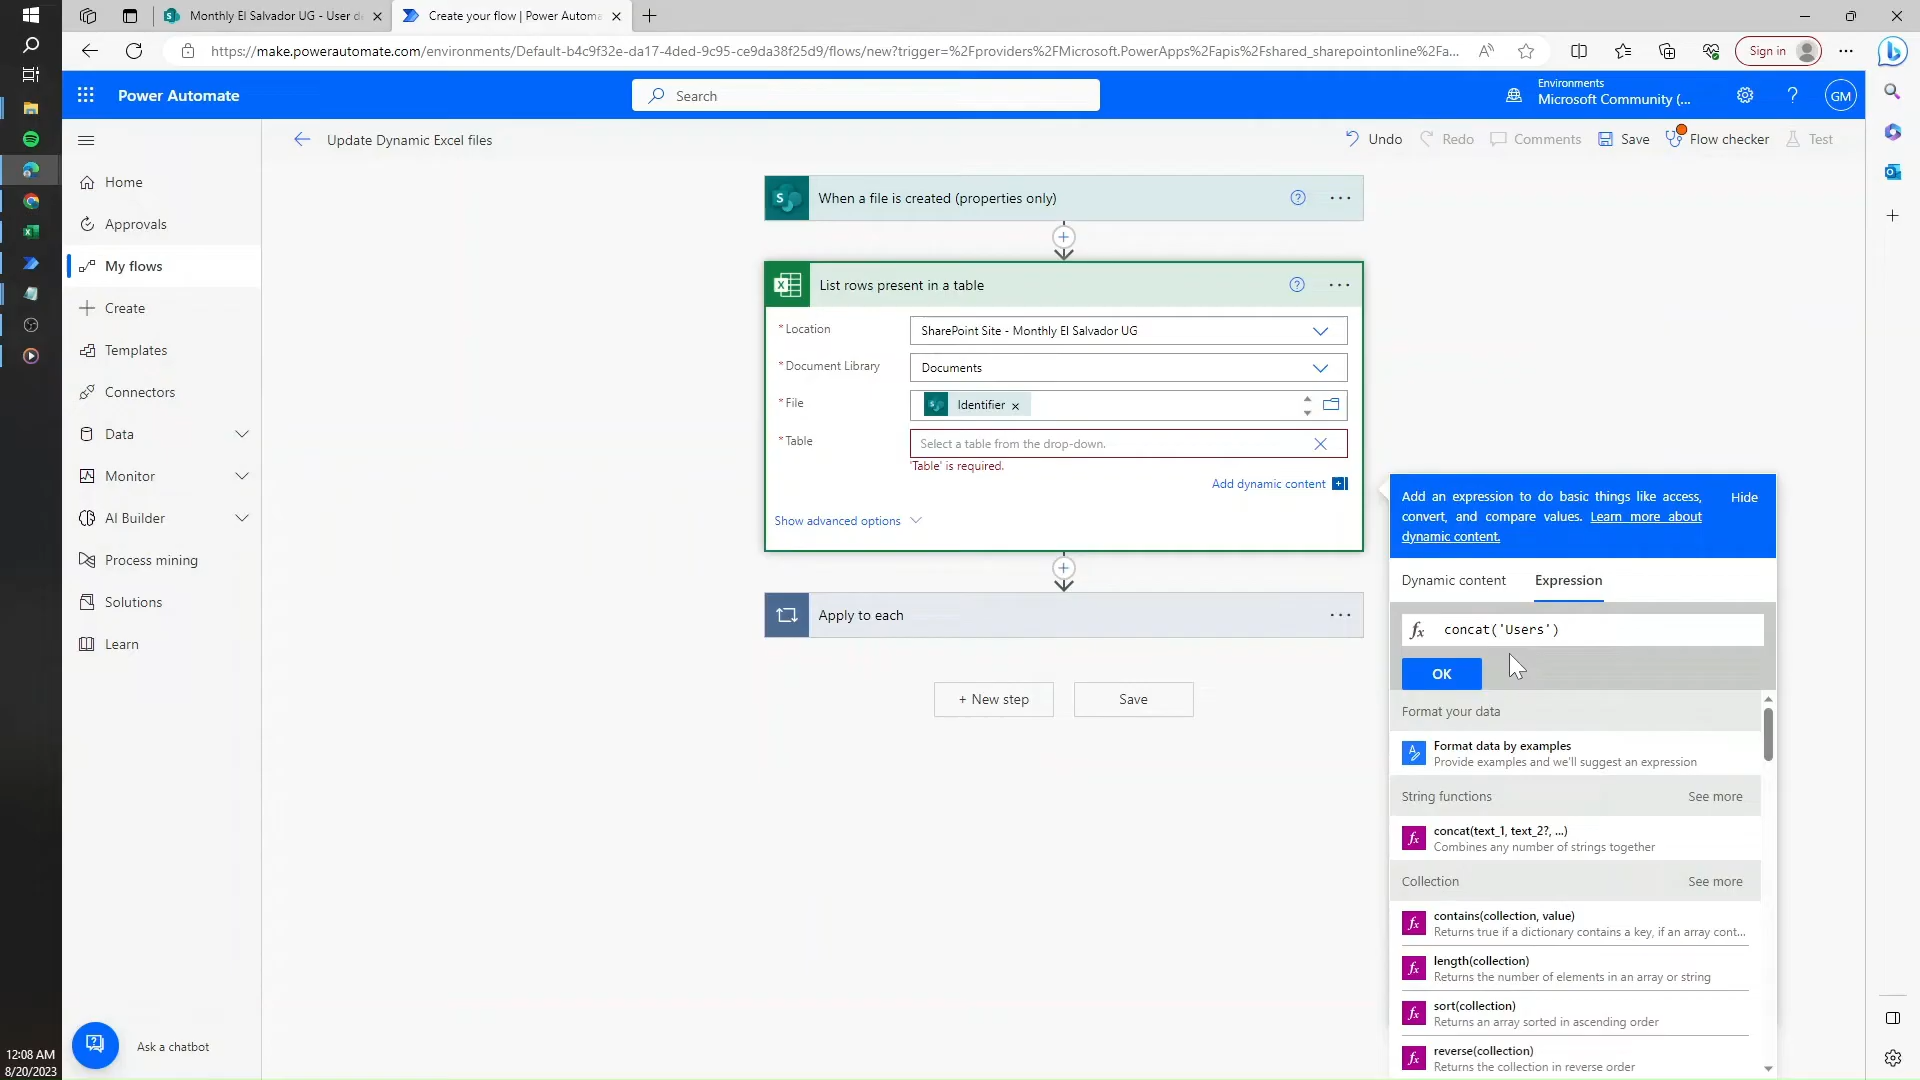 Monthly El Salvador UG - User d
Create your flow | Power Automa
https://make.powerautomate.com/environments/Default-b4c9f32e-da17-4ded-9c95-ce9da38f25d9/flows/new?trigger=%2Fproviders%2FMicrosoft.PowerApps%2Fapis%2Fshared_sharepointonline%2Fa...
Sign in
Power Automate
Search
Environments
Microsoft Community (...
GM
Update Dynamic Excel files
Undo
Redo
Comments
Save
Flow checker
Test
Home
Approvals
My flows
Create
Templates
Connectors
Data
Monitor
AI Builder
Process mining
Solutions
Learn
Ask a chatbot
When a file is created (properties only)
List rows present in a table
* Location
SharePoint Site - Monthly El Salvador UG
* Document Library
Documents
* File
Identifier
* Table
Select a table from the drop-down.
'Table' is required.
Add dynamic content
Show advanced options
Apply to each
+ New step
Save
Add an expression to do basic things like access,
convert, and compare values. Learn more about
dynamic content.
Hide
Dynamic content
Expression
fx concat('Users')
OK
Format your data
Format data by examples
Provide examples and we'll suggest an expression
String functions
See more
concat(text_1, text_2?, ...)
Combines any number of strings together
Collection
See more
contains(collection, value)
Returns true if a dictionary contains a key, if an array cont...
length(collection)
Returns the number of elements in an array or string
sort(collection)
Returns an array sorted in ascending order
reverse(collection)
Returns the collection in reverse order
12:08 AM
8/20/2023